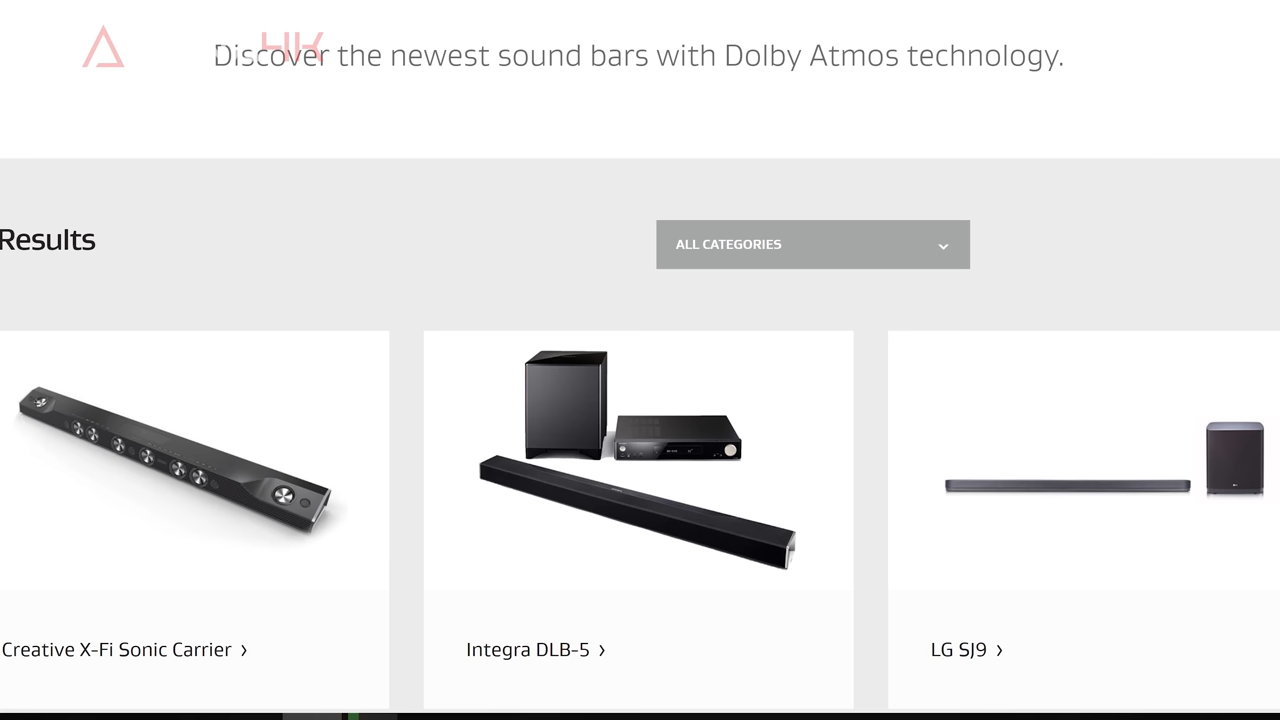 Discover the newest sound bars with Dolby Atmos technology.
Results
ALL CATEGORIES
Creative X-Fi Sonic Carrier ›
Integra DLB-5 ›
LG SJ9 ›